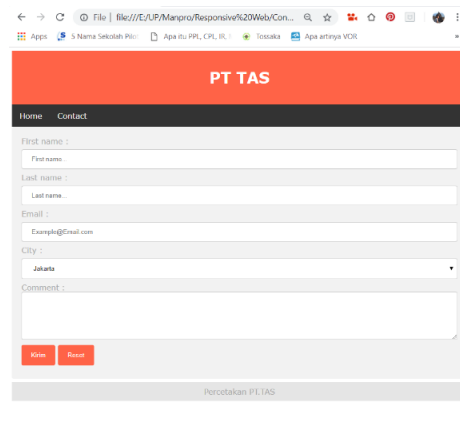 File | file:///E:/UP/Manpro/Responsive%20Web/Con...
Apps S Nama Sekolah Pilot Apa itu PPL, CPL, IR, Tossaka Apa artinya VOR »
PT TAS
Home Contact
First name :
First name..
Last name :
Last name...
Email :
Example@Email.com
City :
Jakarta
Comment :
Kirim Reset
Percetakan PT.TAS